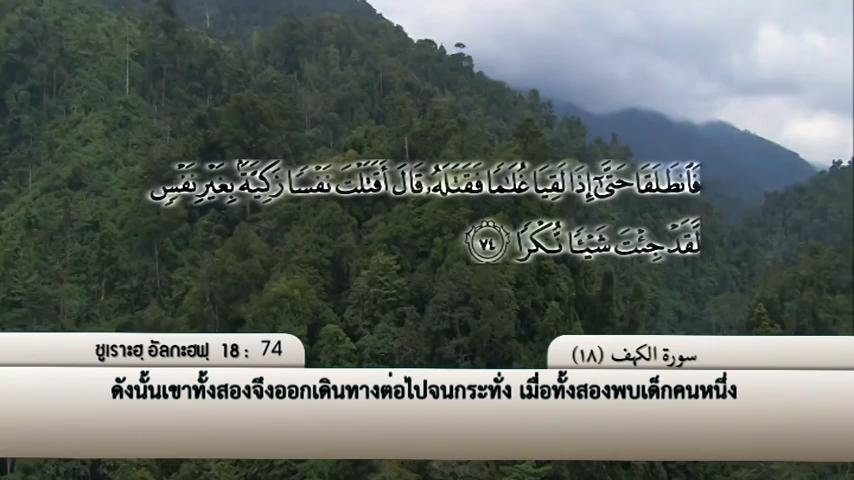 فَٱنطَلَقَا حَتَّىٰٓ إِذَا لَقِيَا غُلَٰمًا فَقَتَلَهُۥ قَالَ أَقَتَلْتَ نَفْسًا زَكِيَّةًۢ بِغَيْرِ نَفْسٍ
لَّقَدْ جِئْتَ شَيْـًٔا نُّكْرًا ٧٤
ซูเราะฮฺ อัลกะฮฟฺ 18 : 74
سورة الكهف (١٨)
ดังนั้นเขาทั้งสองจึงออกเดินทางต่อไปจนกระทั่ง เมื่อทั้งสองพบเด็กคนหนึ่ง